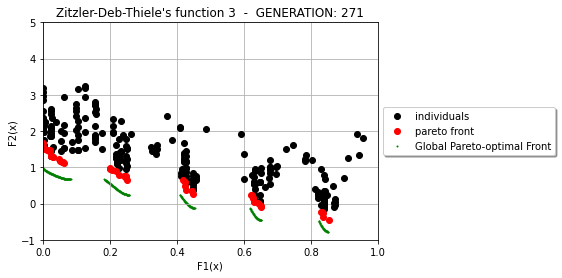 Zitzler-Deb-Thiele's function 3 - GENERATION: 271
5
4
3
2
1
0
−1
F2(x)
0.0 0.2 0.4 0.6 0.8 1.0
F1(x)
individuals
pareto front
Global Pareto-optimal Front